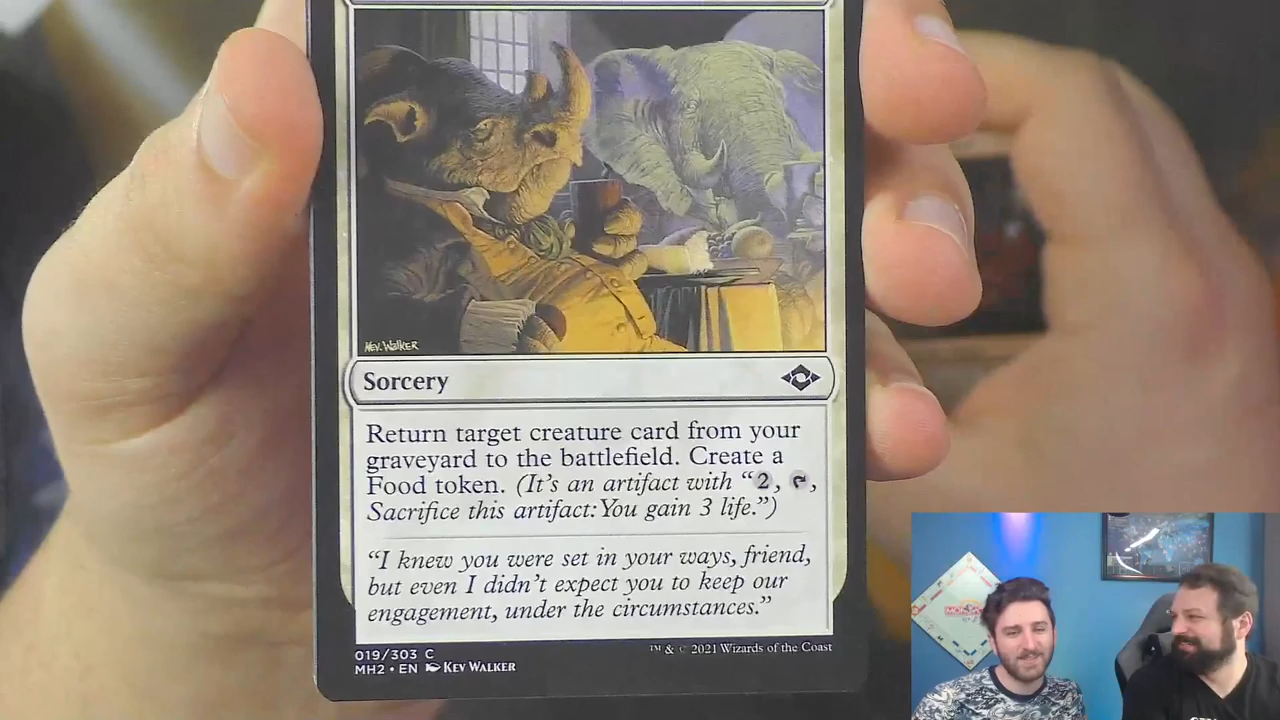 Kev. Walker
Sorcery
Return target creature card from your
graveyard to the battlefield. Create a
Food token. (It's an artifact with “2, ,
Sacrifice this artifact: You gain 3 life.”)
“I knew you were set in your ways, friend,
but even I didn't expect you to keep our
engagement, under the circumstances.”
019/303 C
MH2 • EN Kev Walker
™ & © 2021 Wizards of the Coast
MONOPOLY